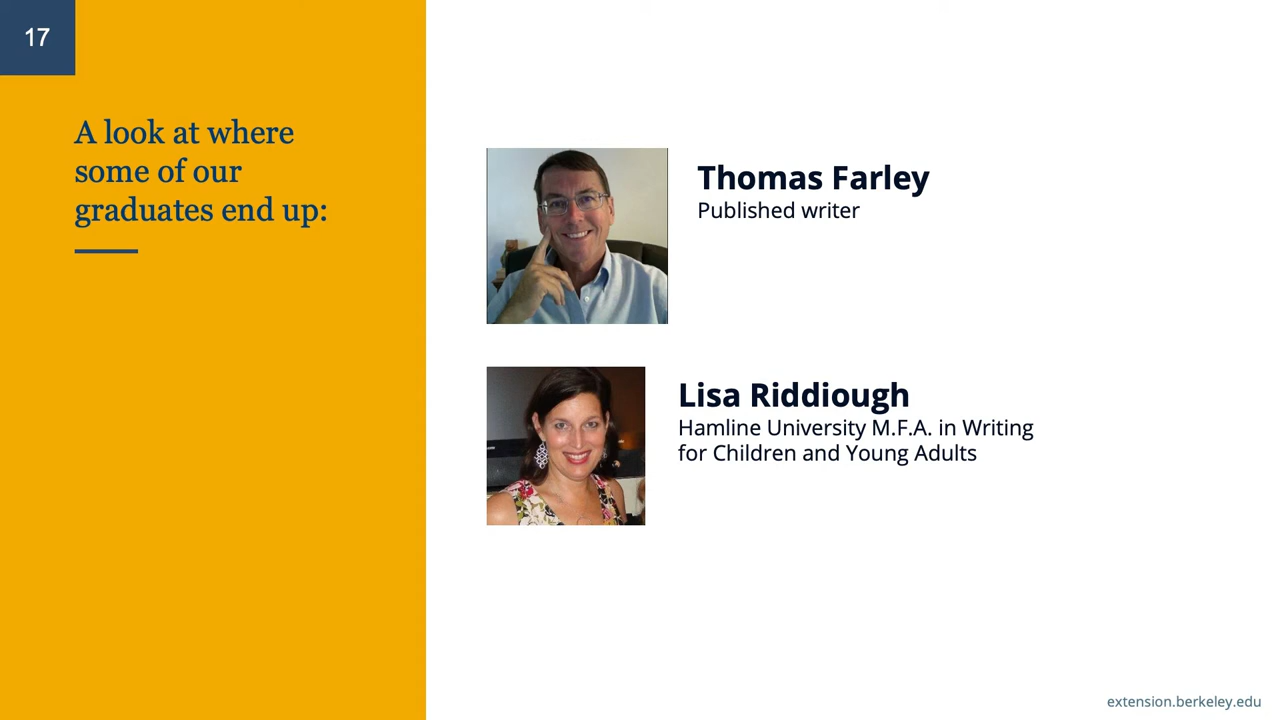 17
A look at where
some of our
graduates end up:
Thomas Farley
Published writer
Lisa Riddiough
Hamline University M.F.A. in Writing
for Children and Young Adults
extension.berkeley.edu